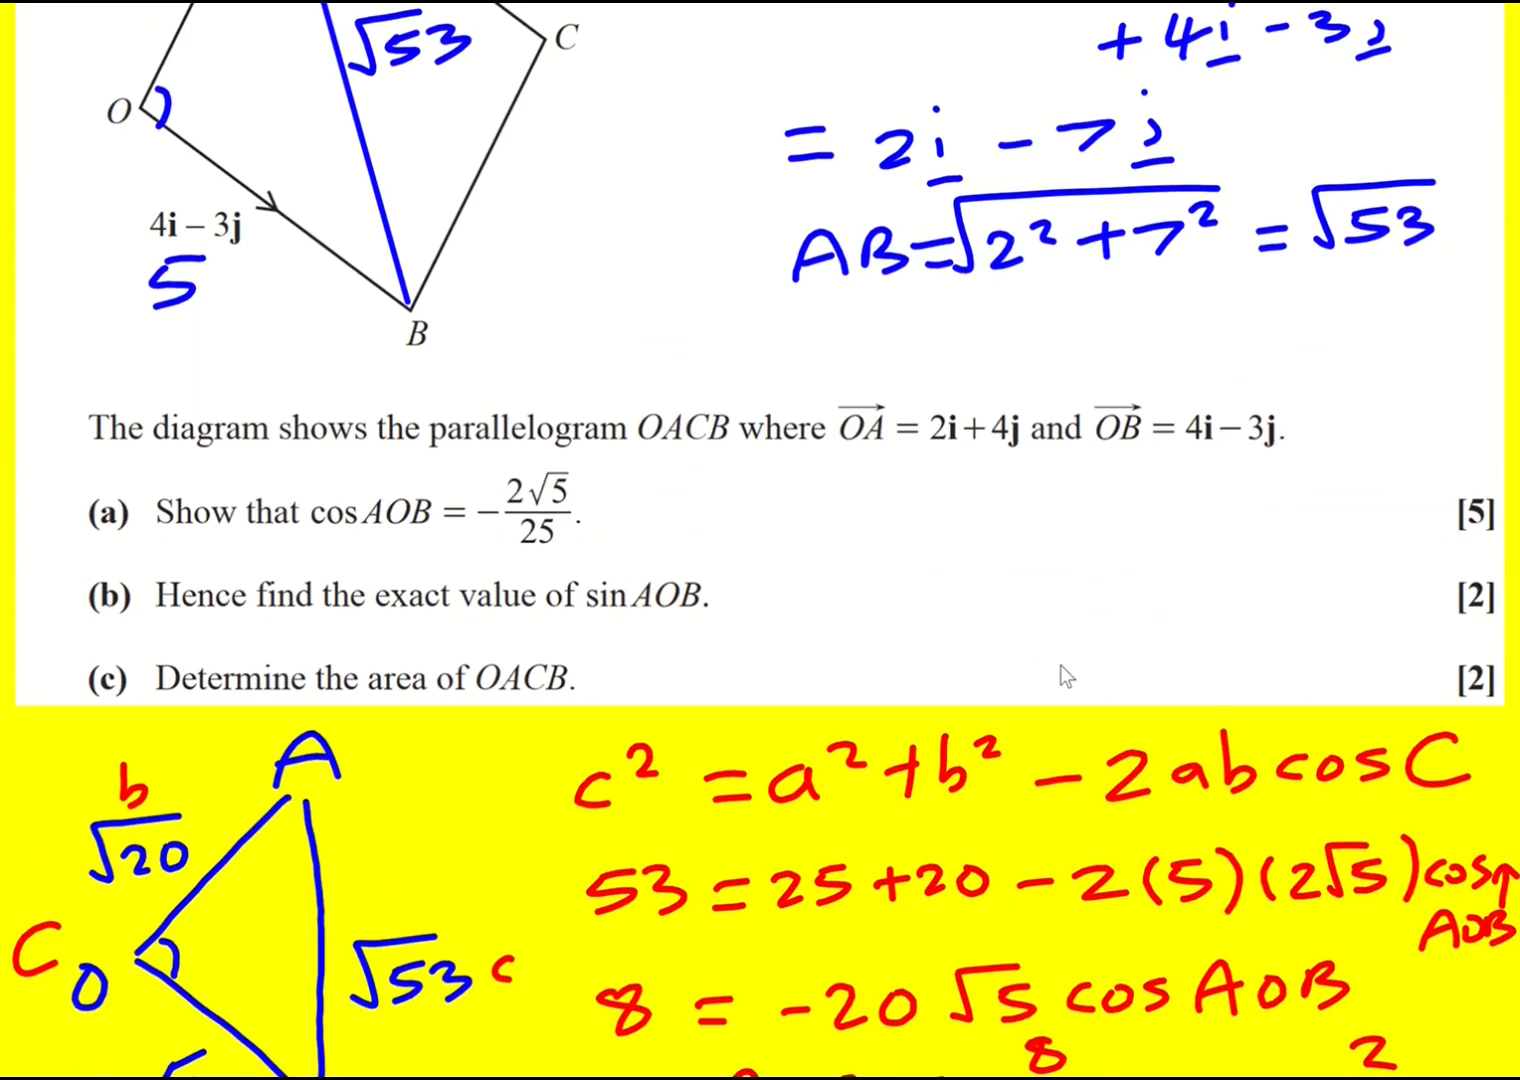 √53
C
+ 4i - 3j
O
= 2i - 7j
4i – 3j
AB = √2² + 7² = √53
5
B
The diagram shows the parallelogram OACB where OA = 2i + 4j and OB = 4i – 3j.
(a) Show that cos AOB = – 2√5/25. [5]
(b) Hence find the exact value of sin AOB. [2]
(c) Determine the area of OACB. [2]
A
b
√20
C
O
√53 c
c² = a² + b² - 2ab cos C
53 = 25 + 20 - 2(5)(2√5) cos AOB
8 = -20√5 cos AOB
8 2